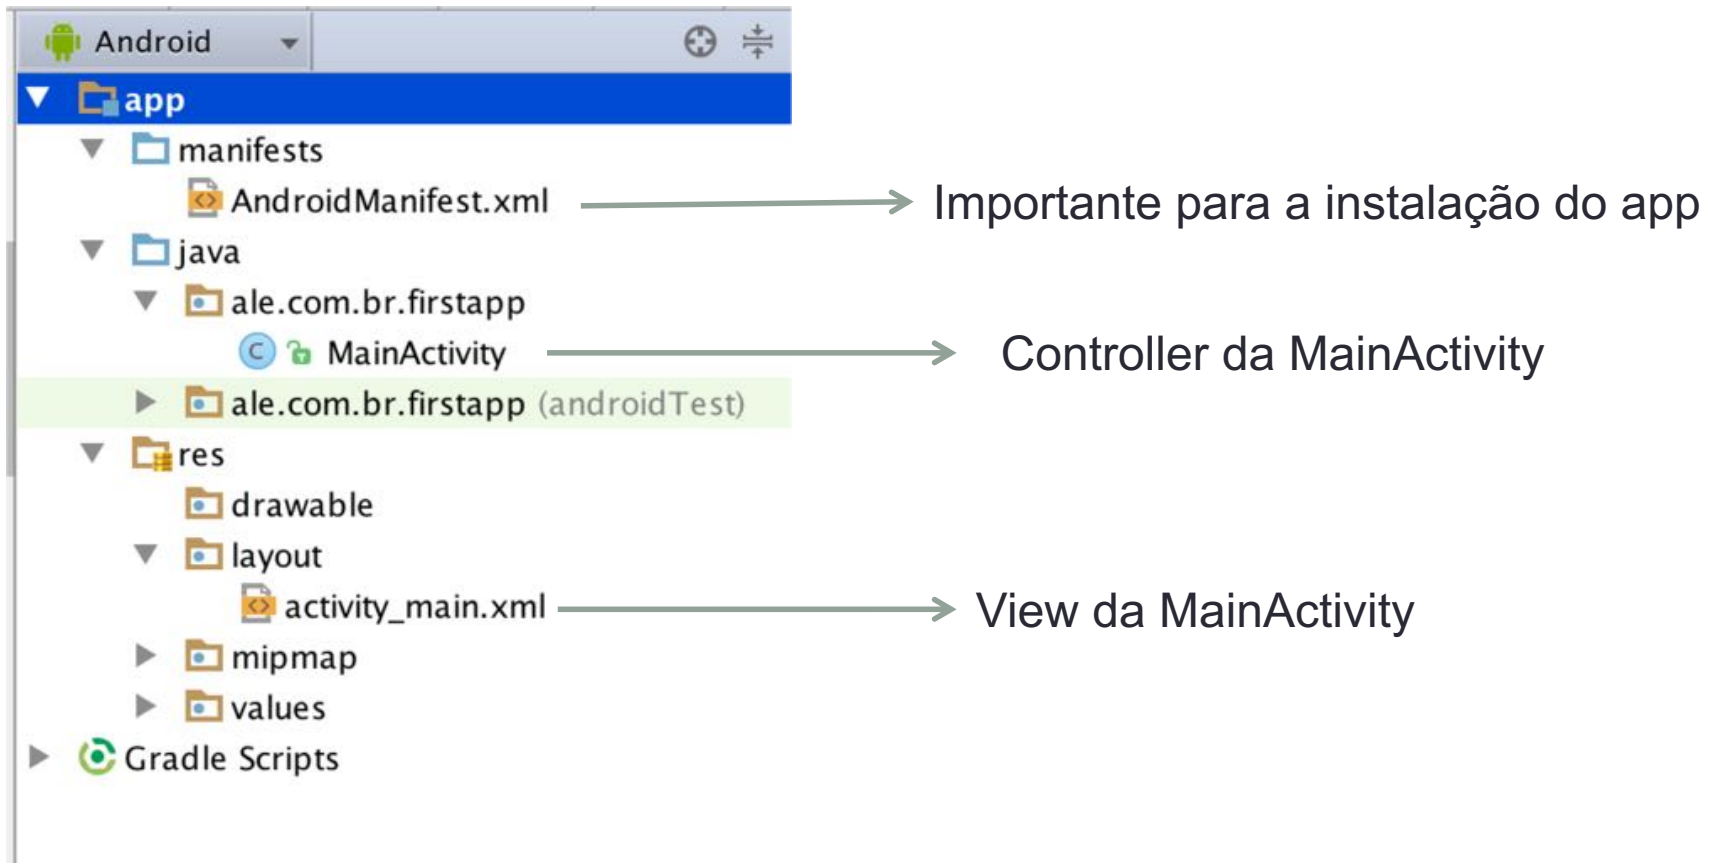 Android
app
manifests
AndroidManifest.xml
Importante para a instalação do app
java
ale.com.br.firstapp
MainActivity
Controller da MainActivity
ale.com.br.firstapp (androidTest)
res
drawable
layout
activity_main.xml
View da MainActivity
mipmap
values
Gradle Scripts